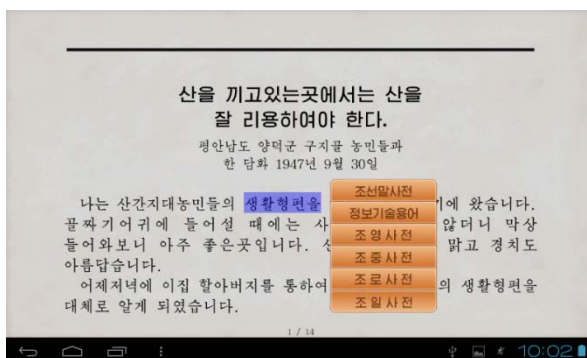 산을 끼고있는곳에서는 산을
잘 리용하여야 한다.
평안남도 양덕군 구지골 농민들과
한 담화 1947년 9월 30일
나는 산간지대농민들의 생활형편을 기에 왔습니다.
골짜기어귀에 들어설 때에는 사 않더니 막상
들어와보니 아주 좋은곳입니다. 맑고 경치도
아름답습니다.
어제저녁에 이집 할아버지를 통하여 의 생활형편을
대체로 알게 되였습니다.
조선말사전
정보기술용어
조영사전
조중사전
조로사전
조일사전
1 / 14
10:02